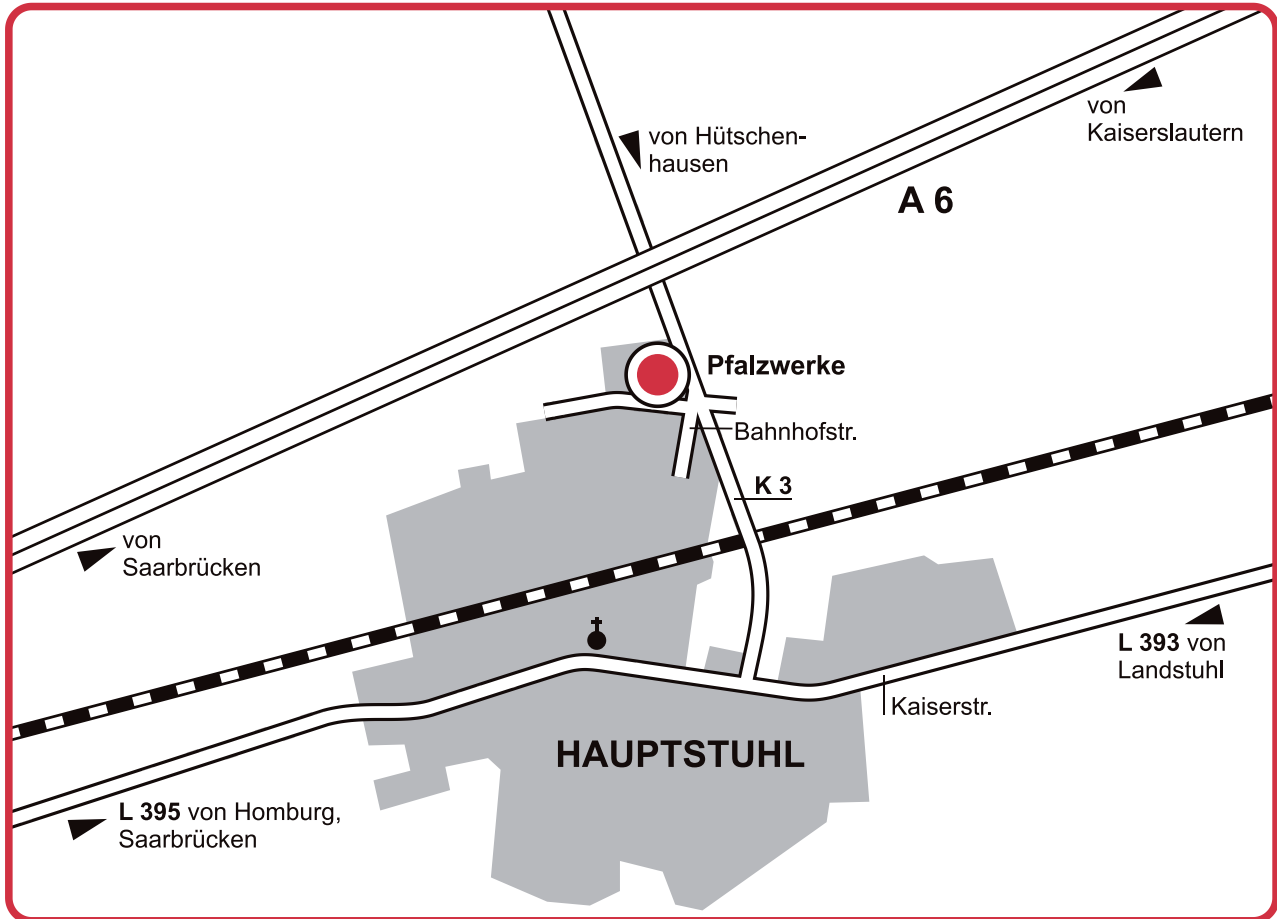 von
Kaiserslautern
von Hütschen-
hausen
A 6
Pfalzwerke
Bahnhofstr.
K 3
von
Saarbrücken
L 393 von
Landstuhl
Kaiserstr.
HAUPTSTUHL
L 395 von Homburg,
Saarbrücken